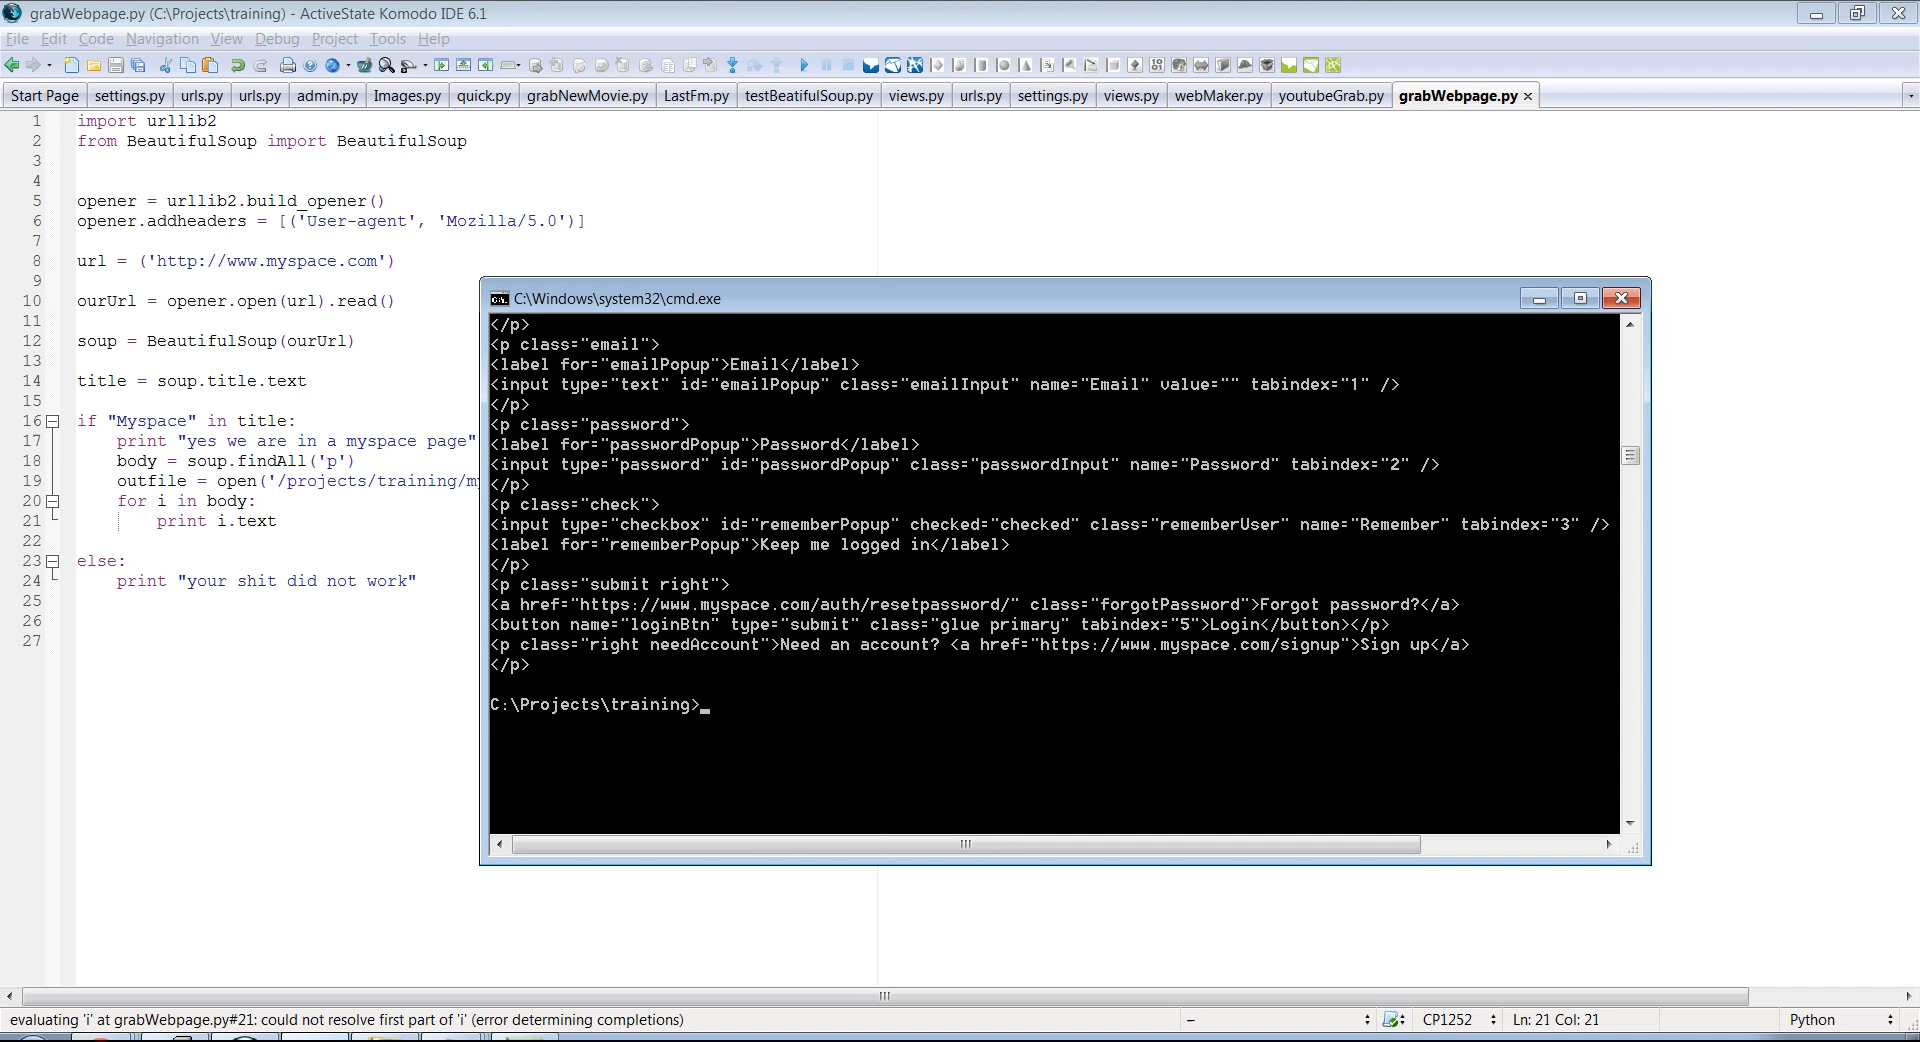 grabWebpage.py (C:\Projects\training) - ActiveState Komodo IDE 6.1
File Edit Code Navigation View Debug Project Tools Help
Start Page settings.py urls.py urls.py admin.py Images.py quick.py grabNewMovie.py LastFm.py testBeatifulSoup.py views.py urls.py settings.py views.py webMaker.py youtubeGrab.py grabWebpage.py
1 import urllib2
2 from BeautifulSoup import BeautifulSoup
3
4
5 opener = urllib2.build_opener()
6 opener.addheaders = [('User-agent', 'Mozilla/5.0')]
7
8 url = ('http://www.myspace.com')
9
10 ourUrl = opener.open(url).read()
11
12 soup = BeautifulSoup(ourUrl)
13
14 title = soup.title.text
15
16 if "Myspace" in title:
17 print "yes we are in a myspace page"
18 body = soup.findAll('p')
19 outfile = open('/projects/training/my
20 for i in body:
21 print i.text
22
23 else:
24 print "your shit did not work"
25
26
27
C:\Windows\system32\cmd.exe
</p>
<p class="email">
<label for="emailPopup">Email</label>
<input type="text" id="emailPopup" class="emailInput" name="Email" value="" tabindex="1" />
</p>
<p class="password">
<label for="passwordPopup">Password</label>
<input type="password" id="passwordPopup" class="passwordInput" name="Password" tabindex="2" />
</p>
<p class="check">
<input type="checkbox" id="rememberPopup" checked="checked" class="rememberUser" name="Remember" tabindex="3" />
<label for="rememberPopup">Keep me logged in</label>
</p>
<p class="submit right">
<a href="https://www.myspace.com/auth/resetpassword/" class="forgotPassword">Forgot password?</a>
<button name="loginBtn" type="submit" class="glue primary" tabindex="5">Login</button></p>
<p class="right needAccount">Need an account? <a href="https://www.myspace.com/signup">Sign up</a>
</p>
C:\Projects\training>_
evaluating 'i' at grabWebpage.py#21: could not resolve first part of 'i' (error determining completions) – CP1252 Ln: 21 Col: 21 Python